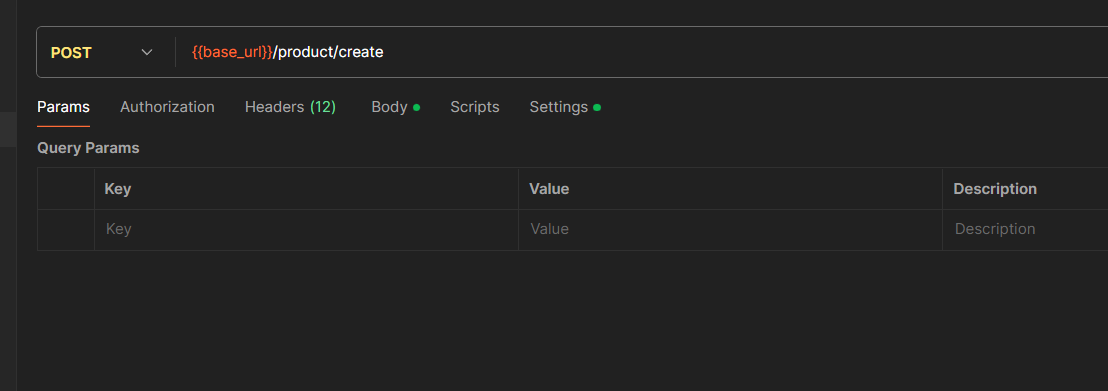 POST {{base_url}}/product/create
Params Authorization Headers (12) Body Scripts Settings
Query Params
Key Value Description
Key Value Description